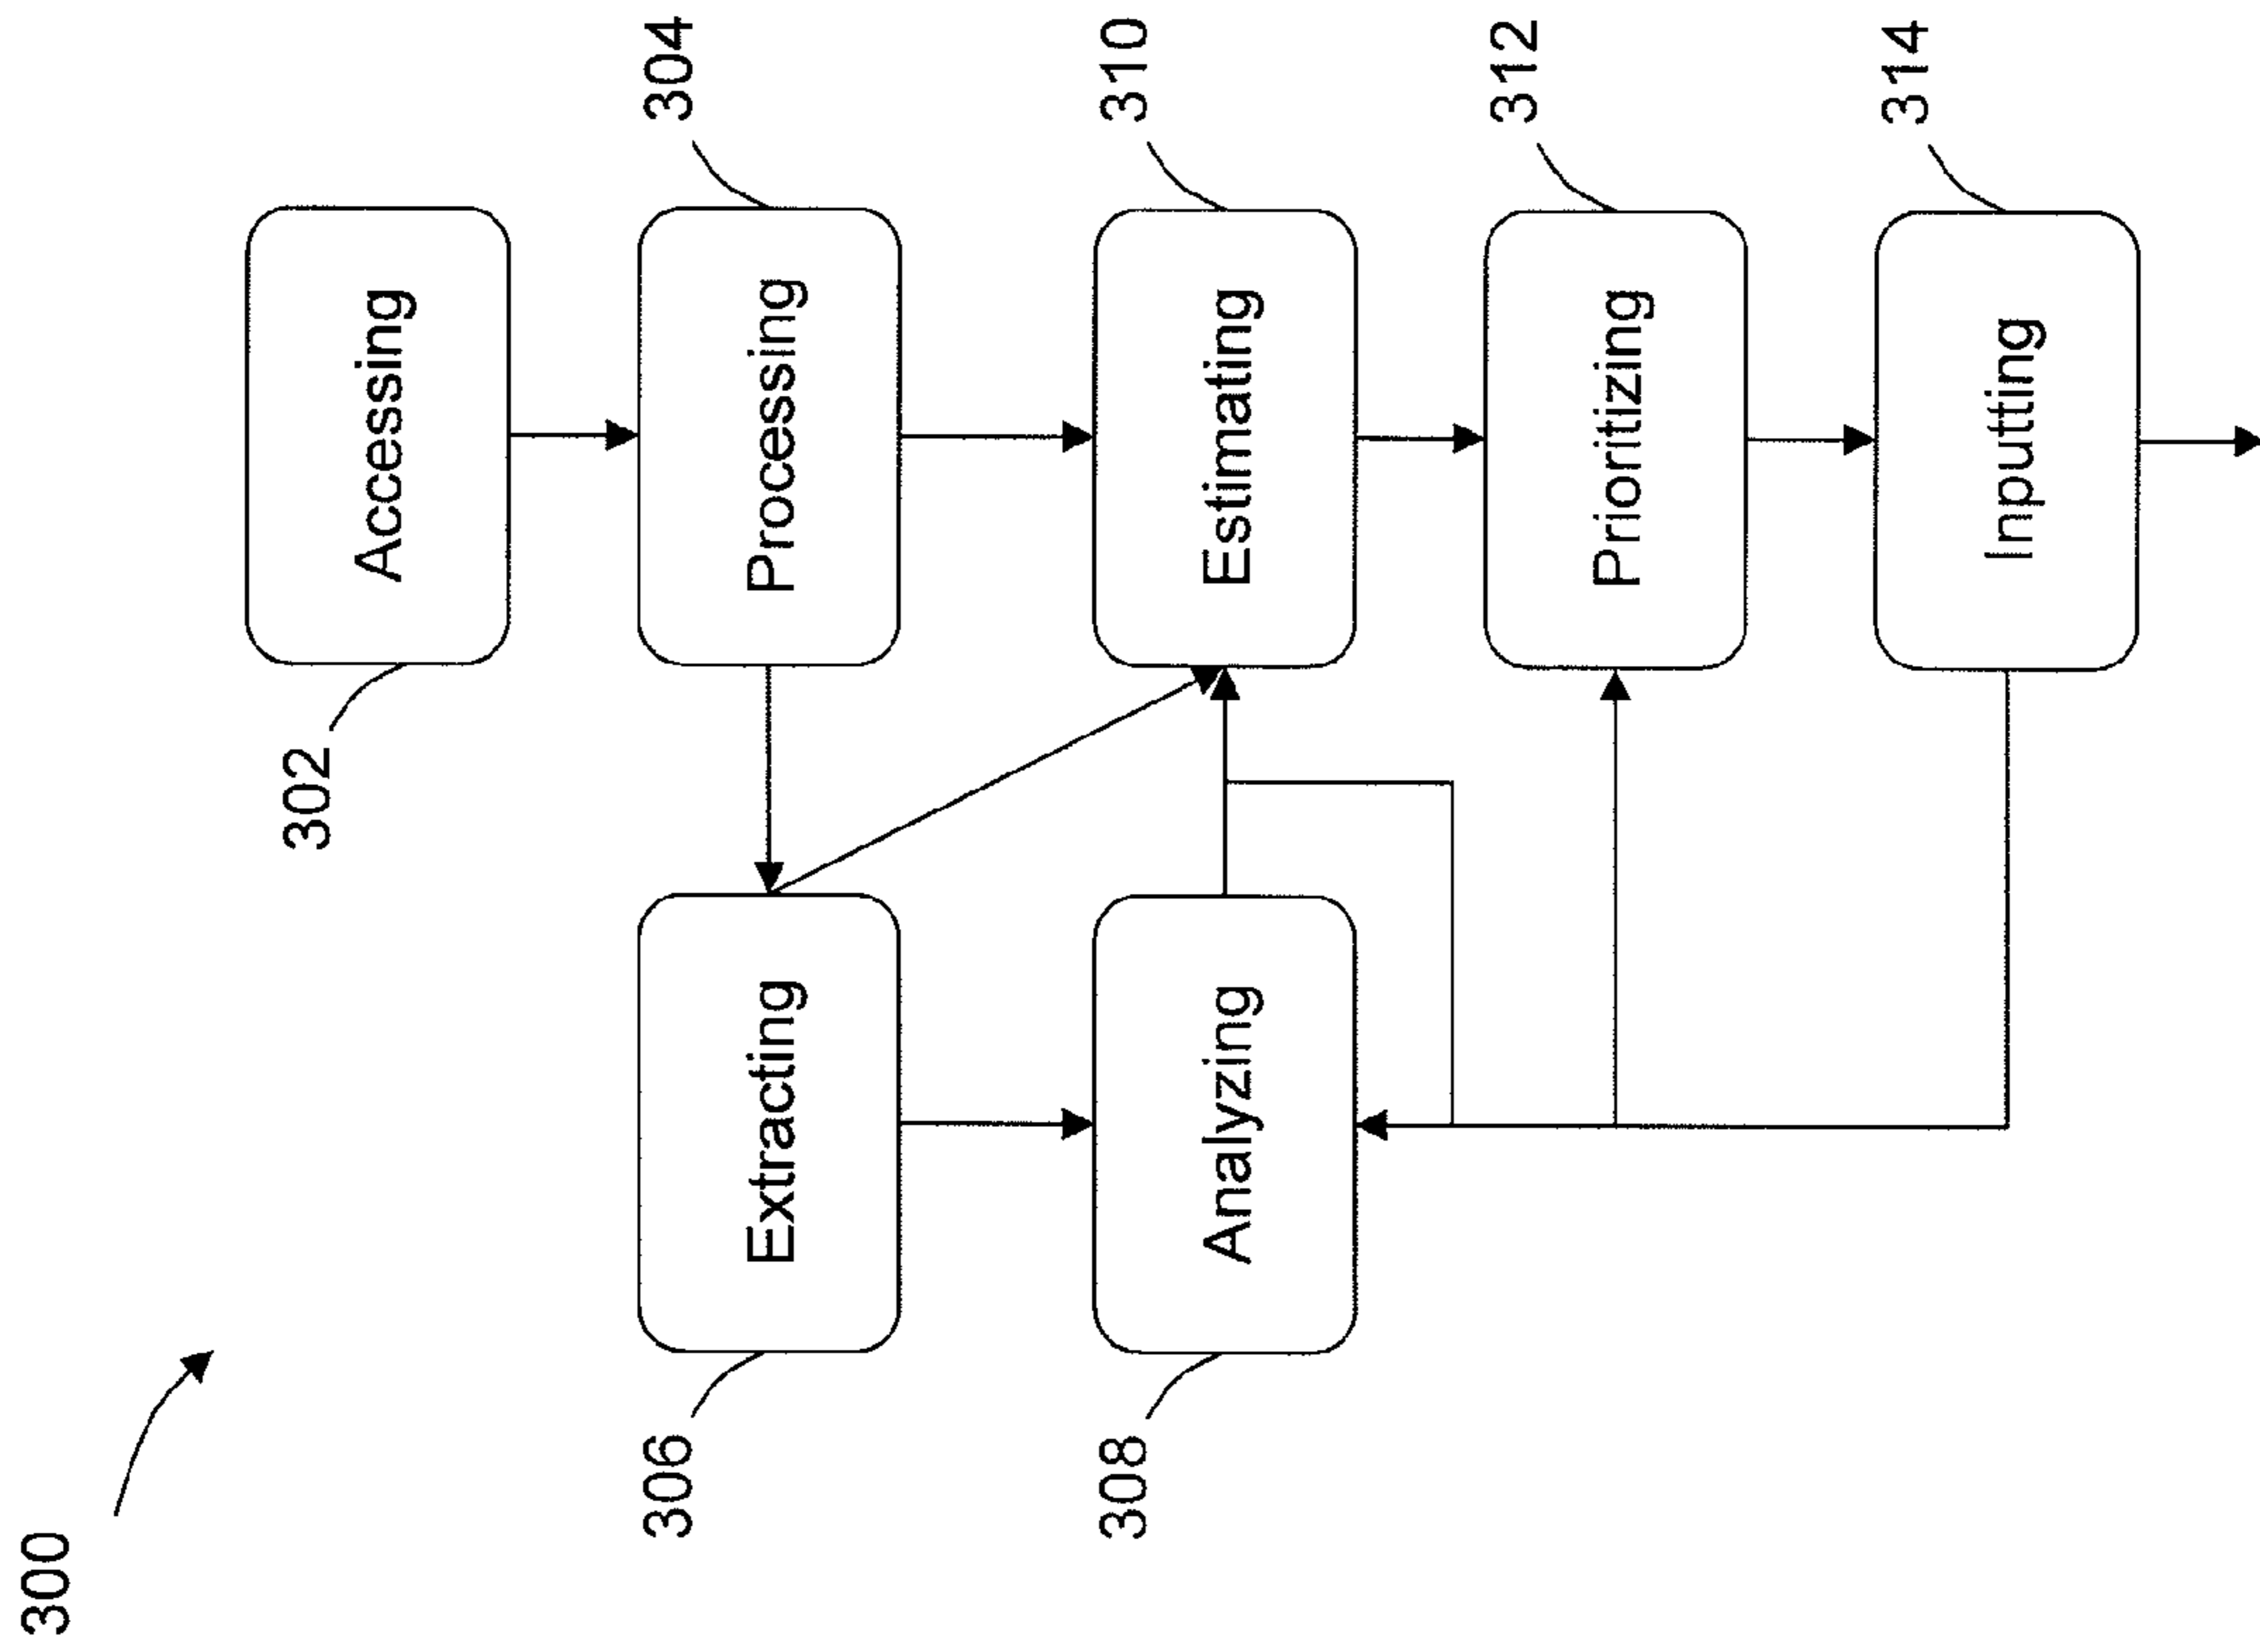 300
302
Accessing
304
Processing
306
Extracting
308
Analyzing
310
Estimating
312
Prioritizing
314
Inputting